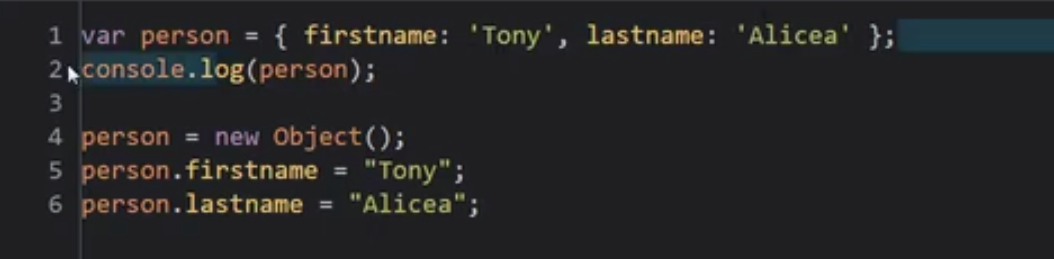 1 var person = { firstname: 'Tony', lastname: 'Alicea' };
2 console.log(person);
3
4 person = new Object();
5 person.firstname = "Tony";
6 person.lastname = "Alicea";